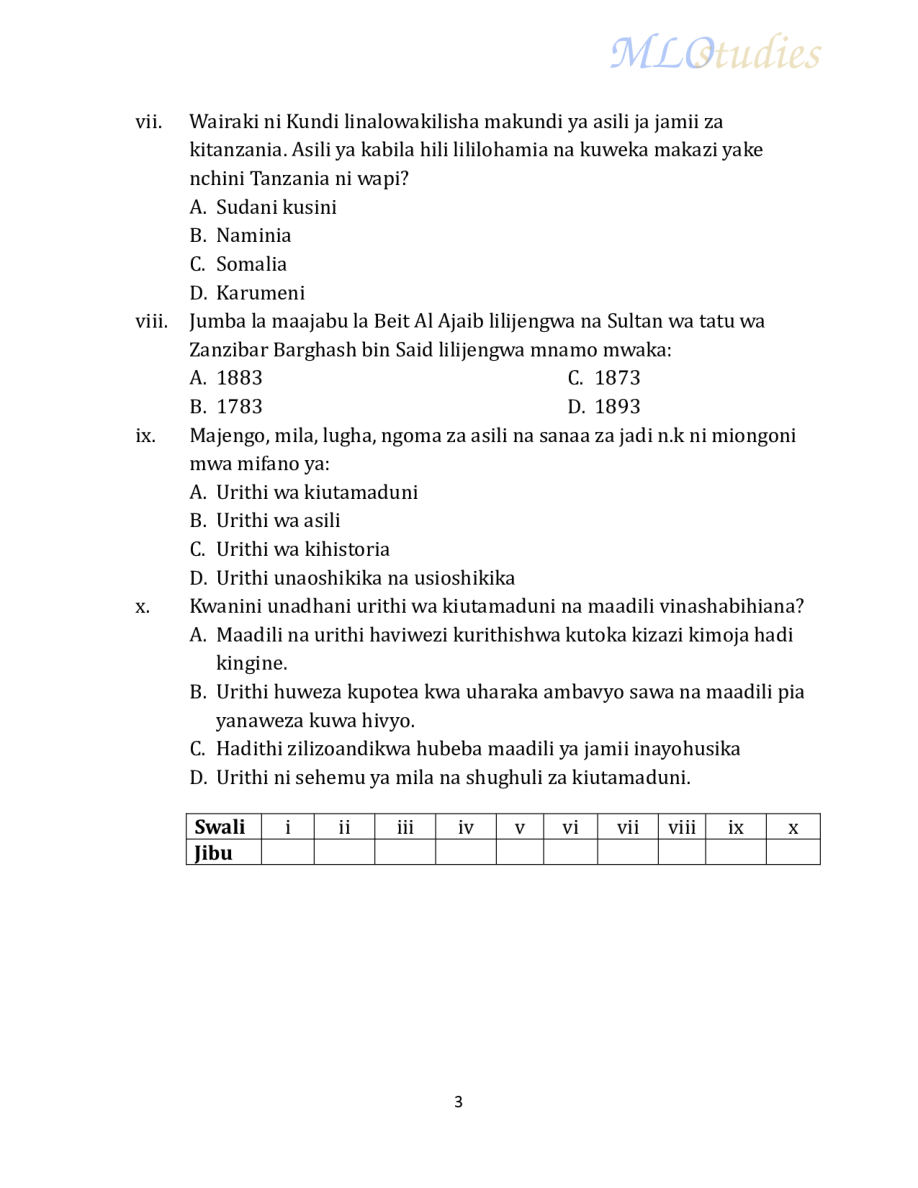 MLOstudies
vii. Wairaki ni Kundi linalowakilisha makundi ya asili ja jamii za
kitanzania. Asili ya kabila hili lililohamia na kuweka makazi yake
nchini Tanzania ni wapi?
A. Sudani kusini
B. Naminia
C. Somalia
D. Karumeni
viii. Jumba la maajabu la Beit Al Ajaib lilijengwa na Sultan wa tatu wa
Zanzibar Barghash bin Said lilijengwa mnamo mwaka:
A. 1883 C. 1873
B. 1783 D. 1893
ix. Majengo, mila, lugha, ngoma za asili na sanaa za jadi n.k ni miongoni
mwa mifano ya:
A. Urithi wa kiutamaduni
B. Urithi wa asili
C. Urithi wa kihistoria
D. Urithi unaoshikika na usioshikika
x. Kwanini unadhani urithi wa kiutamaduni na maadili vinashabihiana?
A. Maadili na urithi haviwezi kurithishwa kutoka kizazi kimoja hadi
kingine.
B. Urithi huweza kupotea kwa uharaka ambavyo sawa na maadili pia
yanaweza kuwa hivyo.
C. Hadithi zilizoandikwa hubeba maadili ya jamii inayohusika
D. Urithi ni sehemu ya mila na shughuli za kiutamaduni.
Swali i ii iii iv v vi vii viii ix x
Jibu
3